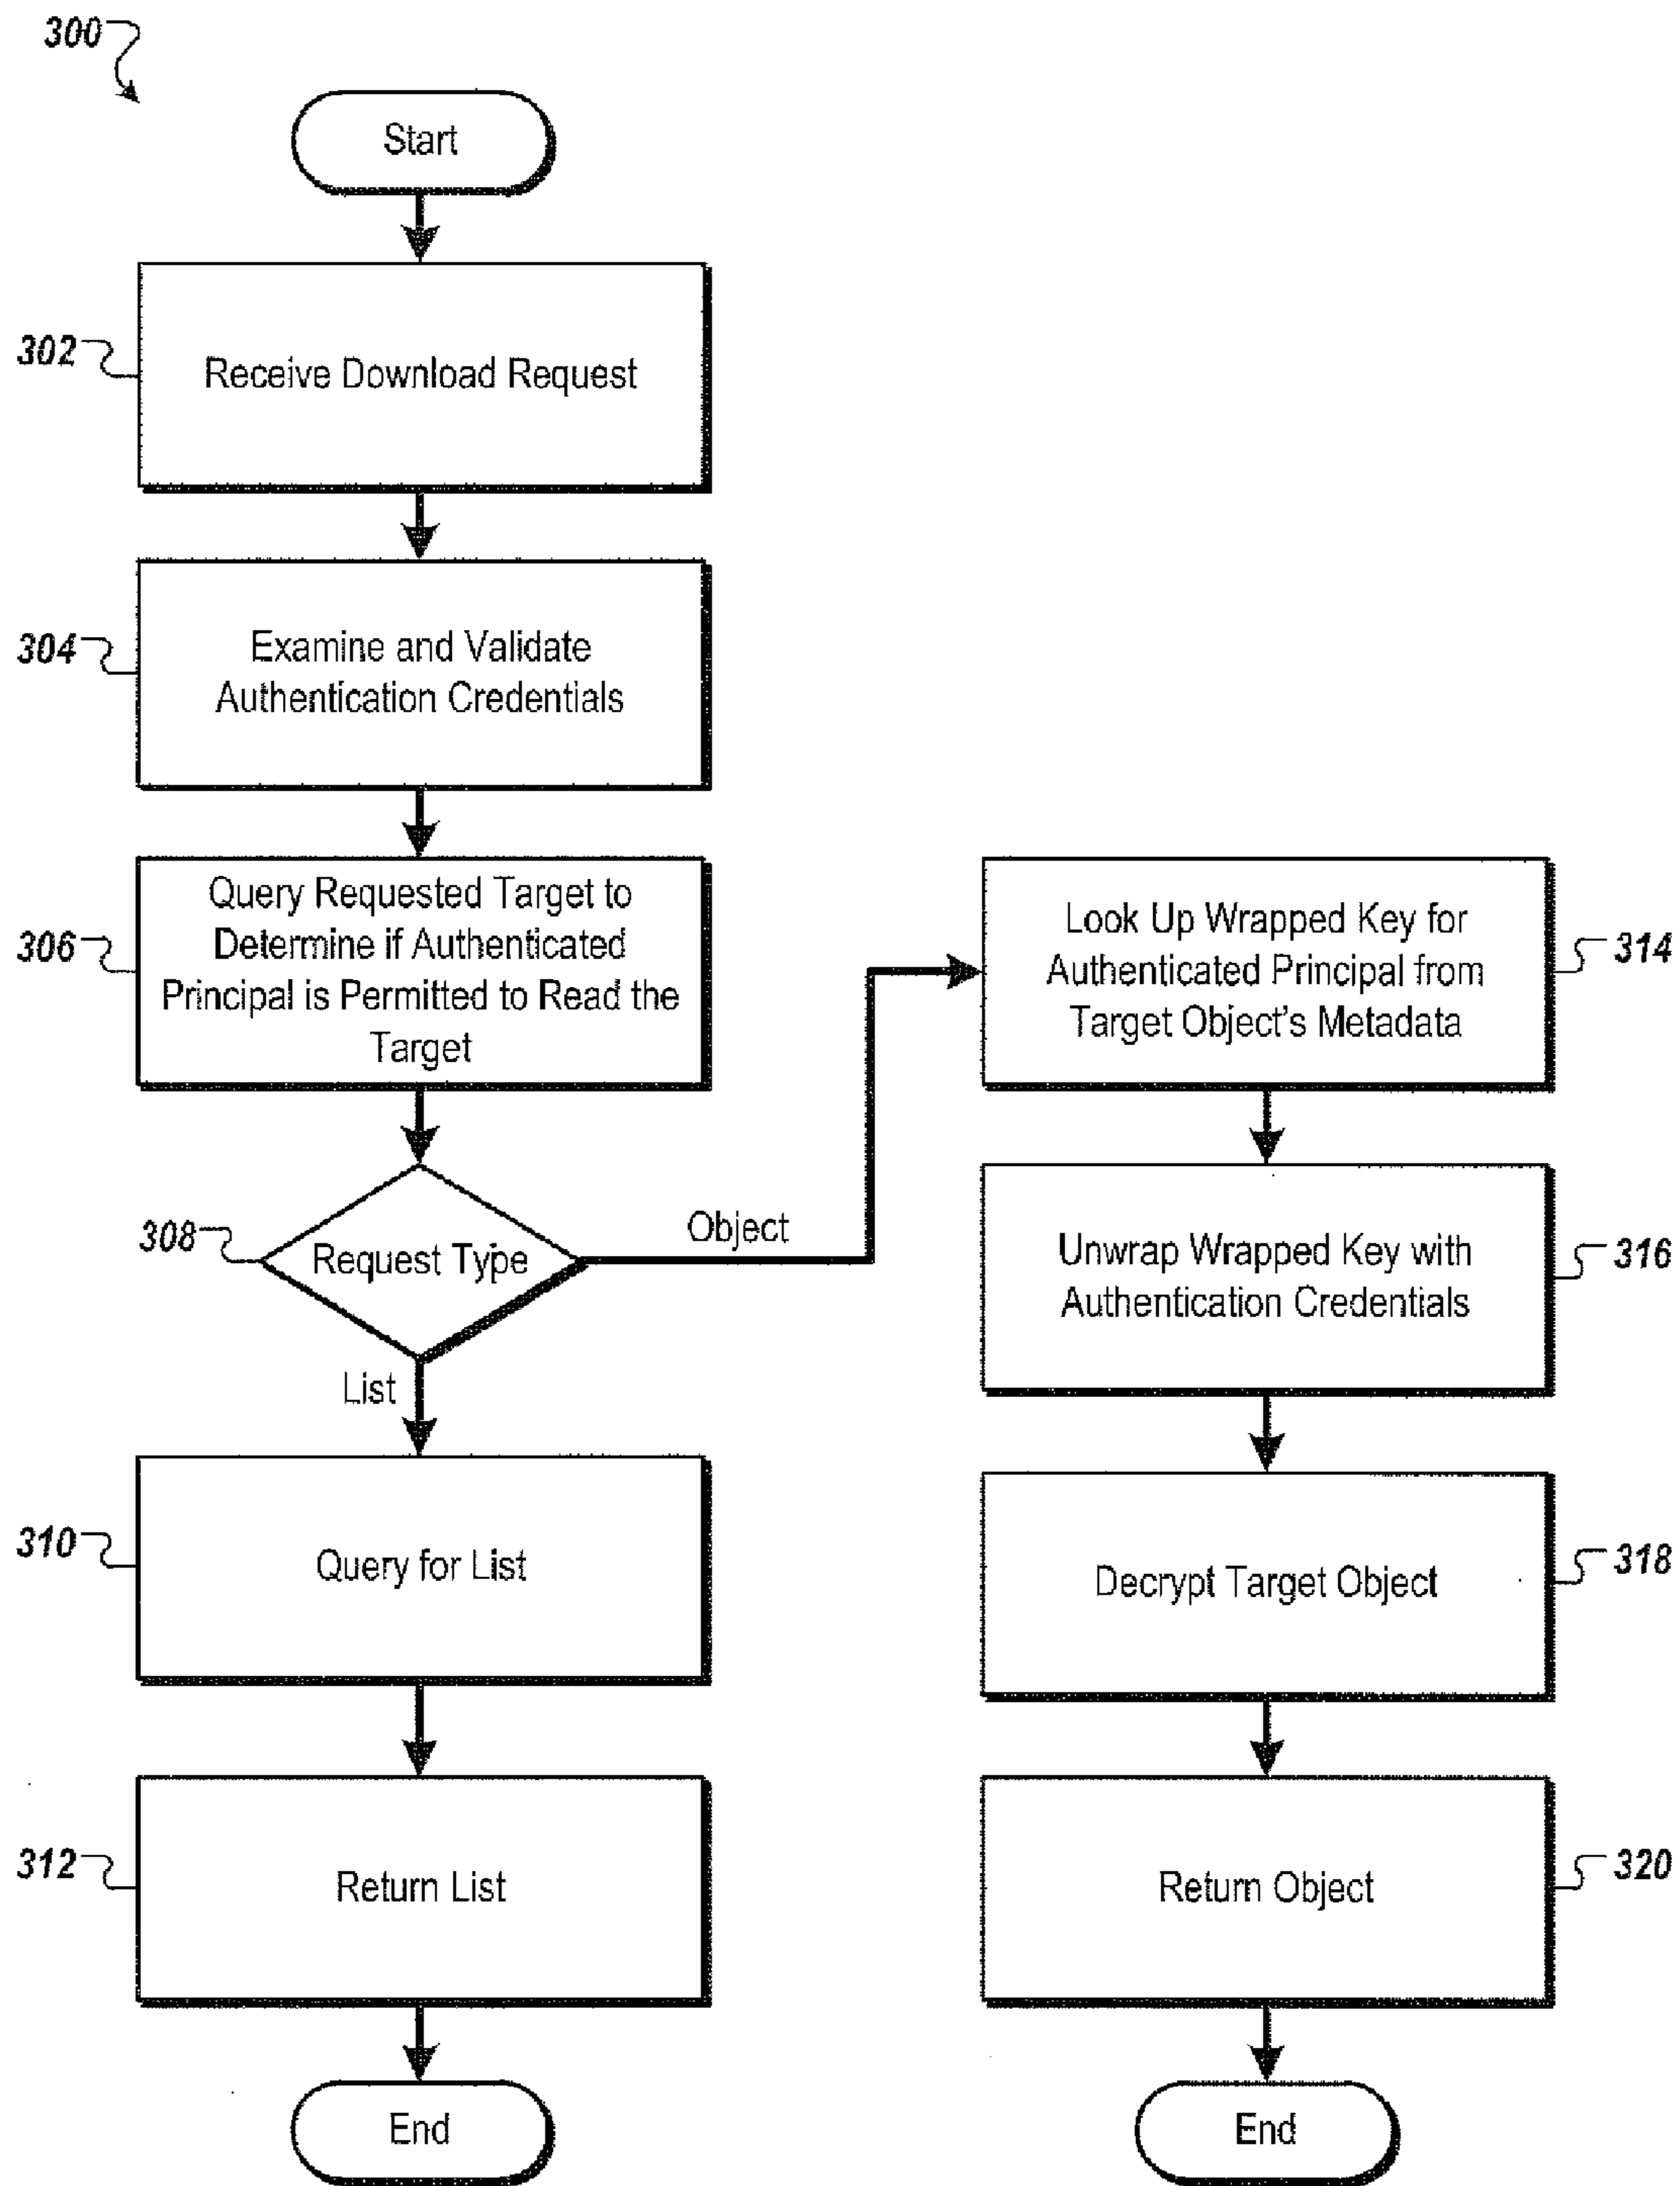 300
Start
302
Receive Download Request
304
Examine and Validate
Authentication Credentials
306
Query Requested Target to
Determine if Authenticated
Principal is Permitted to Read the
Target
308
Request Type
Object
List
310
Query for List
312
Return List
End
314
Look Up Wrapped Key for
Authenticated Principal from
Target Object's Metadata
316
Unwrap Wrapped Key with
Authentication Credentials
318
Decrypt Target Object
320
Return Object
End